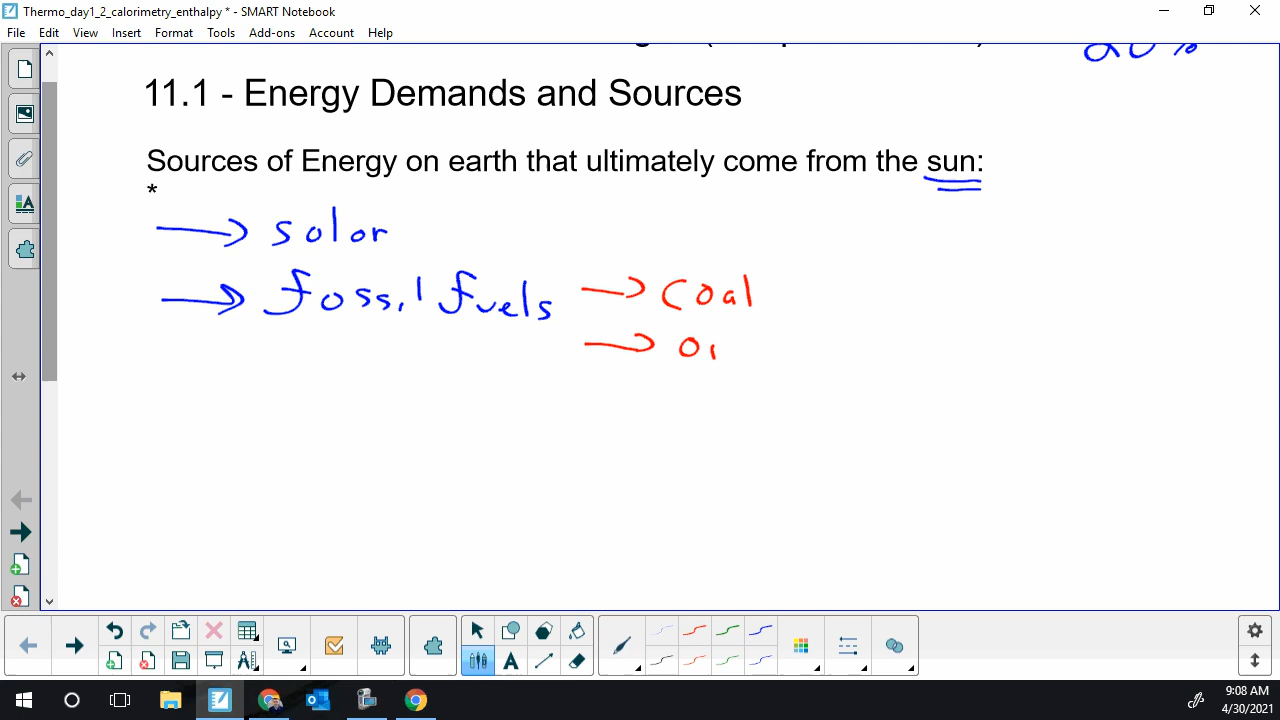 Thermo_day1_2_calorimetry_enthalpy * - SMART Notebook
File Edit View Insert Format Tools Add-ons Account Help
20%
11.1 - Energy Demands and Sources
Sources of Energy on earth that ultimately come from the sun:
*
→ solar
→ fossil fuels → coal
→ oi
9:08 AM
4/30/2021